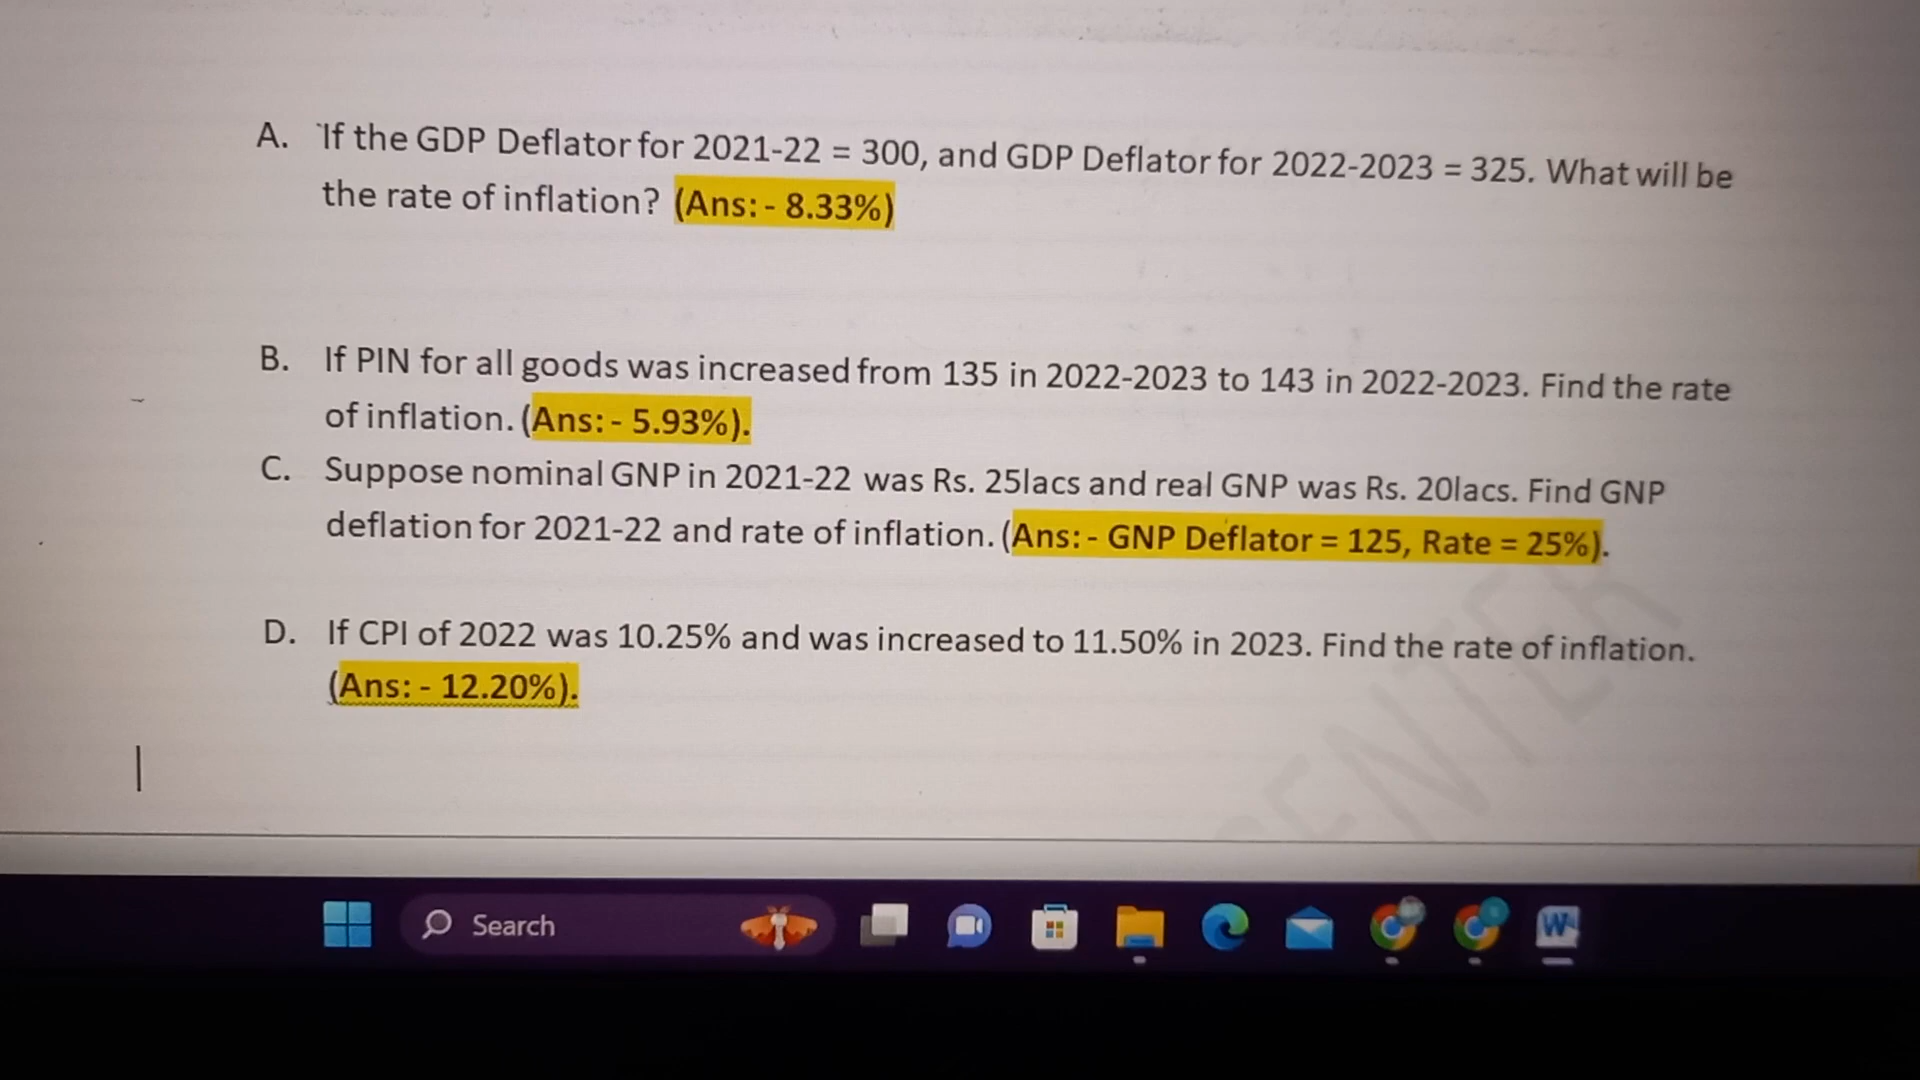 A. If the GDP Deflator for 2021-22 = 300, and GDP Deflator for 2022-2023 = 325. What will be
the rate of inflation? (Ans: - 8.33%)
B. If PIN for all goods was increased from 135 in 2022-2023 to 143 in 2022-2023. Find the rate
of inflation. (Ans: - 5.93%).
C. Suppose nominal GNP in 2021-22 was Rs. 25lacs and real GNP was Rs. 20lacs. Find GNP
deflation for 2021-22 and rate of inflation. (Ans: - GNP Deflator = 125, Rate = 25%).
D. If CPI of 2022 was 10.25% and was increased to 11.50% in 2023. Find the rate of inflation.
(Ans: - 12.20%).
ENTER
Search
W